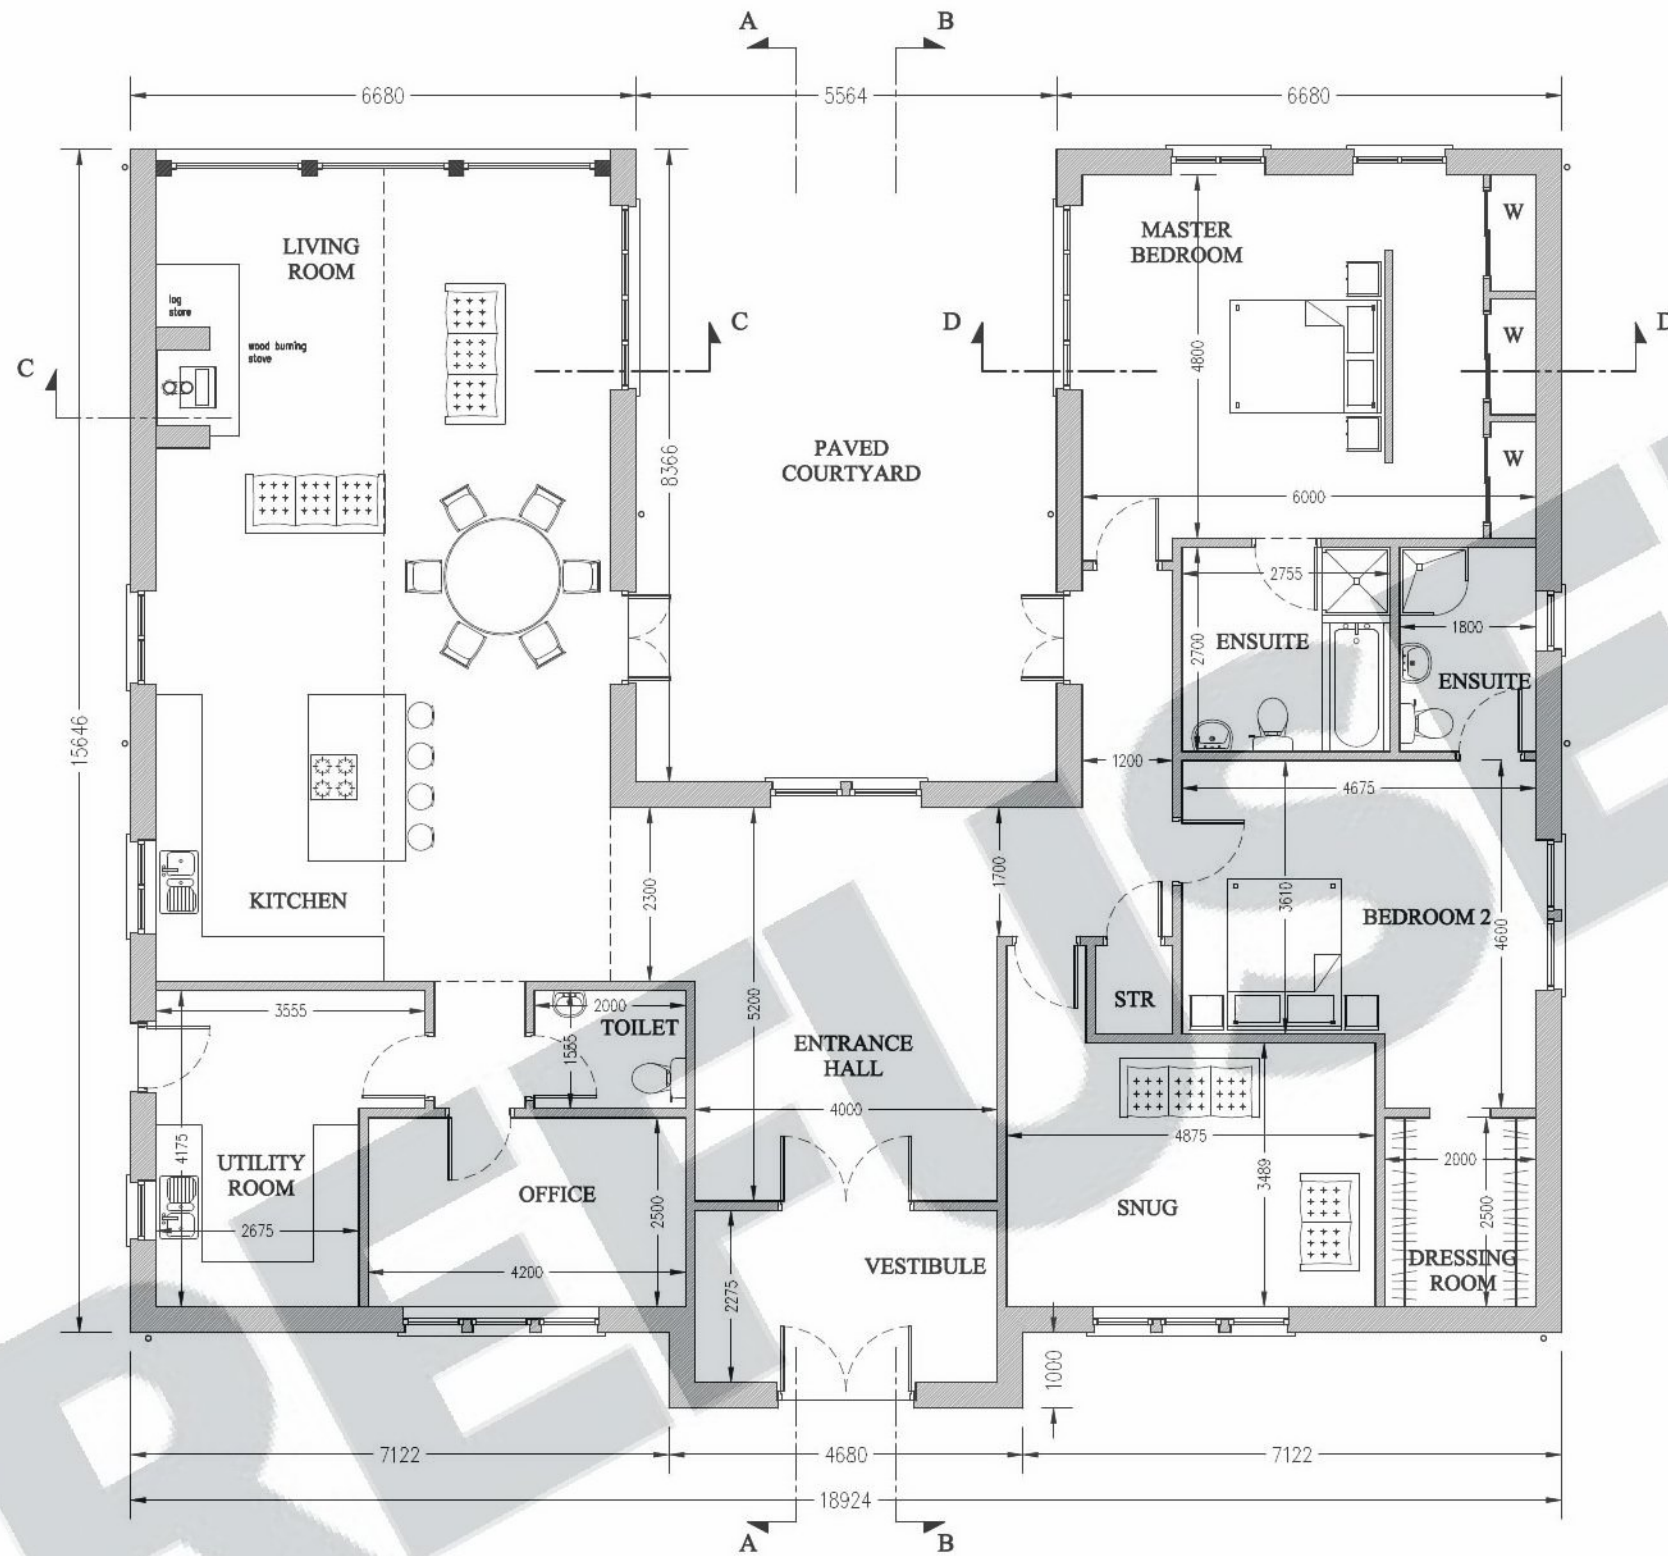 A
B
6680
5564
6680
LIVING
ROOM
log
store
wood burning
stove
C
C
D
D
15646
8366
PAVED
COURTYARD
MASTER
BEDROOM
4800
W
W
W
6000
2755
2700
ENSUITE
1800
ENSUITE
1200
4675
KITCHEN
2300
5200
1700
3610
BEDROOM 2
4600
3555
2000
TOILET
1555
ENTRANCE
HALL
4000
STR
4175
UTILITY
ROOM
2675
OFFICE
2500
4200
VESTIBULE
2275
4875
3489
SNUG
2000
2500
DRESSING
ROOM
1000
7122
4680
7122
18924
A
B
REFUSE